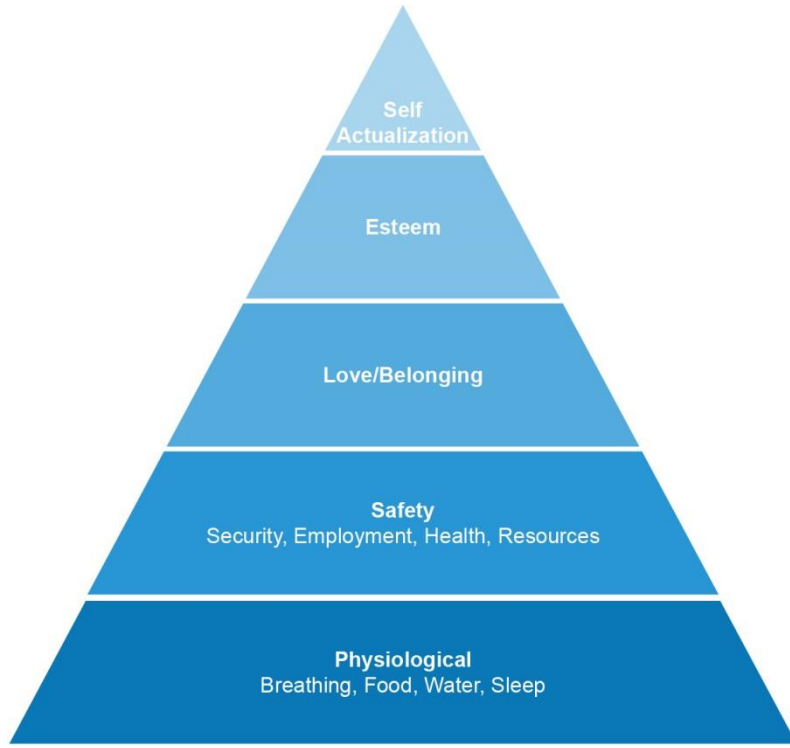 Self
Actualization
Esteem
Love/Belonging
Safety
Security, Employment, Health, Resources
Physiological
Breathing, Food, Water, Sleep